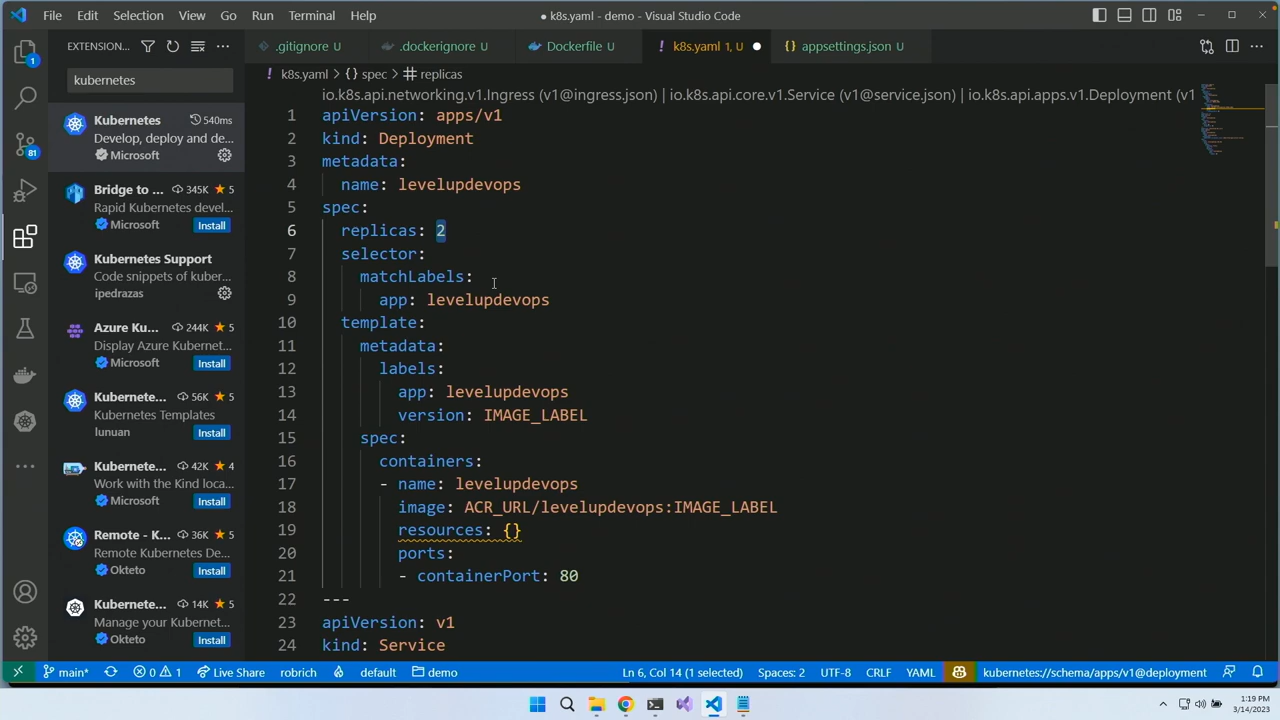 File Edit Selection View Go Run Terminal Help
● k8s.yaml - demo - Visual Studio Code
EXTENSION...
kubernetes
Kubernetes 540ms
Develop, deploy and de...
Microsoft
Bridge to ... 345K ★ 5
Rapid Kubernetes devel...
Microsoft Install
Kubernetes Support
Code snippets of kuber...
ipedrazas
Azure Ku... 244K ★ 5
Display Azure Kubernet...
Microsoft Install
Kubernete... 56K ★ 5
Kubernetes Templates
lunuan Install
Kubernete... 42K ★ 4
Work with the Kind loca...
Microsoft Install
Remote - K... 36K ★ 5
Remote Kubernetes De...
Okteto Install
Kubernete... 14K ★ 5
Manage your Kubernet...
Okteto Install
1
81
.gitignore U
.dockerignore U
Dockerfile U
! k8s.yaml 1, U ●
{} appsettings.json U
! k8s.yaml > {} spec > # replicas
io.k8s.api.networking.v1.Ingress (v1@ingress.json) | io.k8s.api.core.v1.Service (v1@service.json) | io.k8s.api.apps.v1.Deployment (v1
1 apiVersion: apps/v1
2 kind: Deployment
3 metadata:
4   name: levelupdevops
5 spec:
6   replicas: 2
7   selector:
8     matchLabels:
9       app: levelupdevops
10   template:
11     metadata:
12       labels:
13         app: levelupdevops
14         version: IMAGE_LABEL
15     spec:
16       containers:
17       - name: levelupdevops
18         image: ACR_URL/levelupdevops:IMAGE_LABEL
19         resources: {}
20         ports:
21         - containerPort: 80
22 ---
23 apiVersion: v1
24 kind: Service
main* 0 1 Live Share robrich default demo Ln 6, Col 14 (1 selected) Spaces: 2 UTF-8 CRLF YAML kubernetes://schema/apps/v1@deployment
1:19 PM
3/14/2023